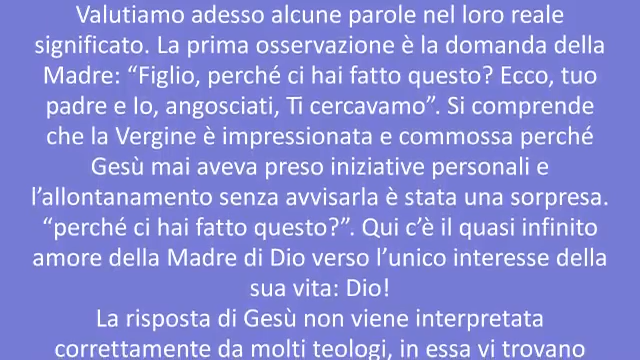 Valutiamo adesso alcune parole nel loro reale
significato. La prima osservazione è la domanda della
Madre: “Figlio, perché ci hai fatto questo? Ecco, tuo
padre e Io, angosciati, Ti cercavamo”. Si comprende
che la Vergine è impressionata e commossa perché
Gesù mai aveva preso iniziative personali e
l’allontanamento senza avvisarla è stata una sorpresa.
“perché ci hai fatto questo?”. Qui c’è il quasi infinito
amore della Madre di Dio verso l’unico interesse della
sua vita: Dio!
La risposta di Gesù non viene interpretata
correttamente da molti teologi, in essa vi trovano